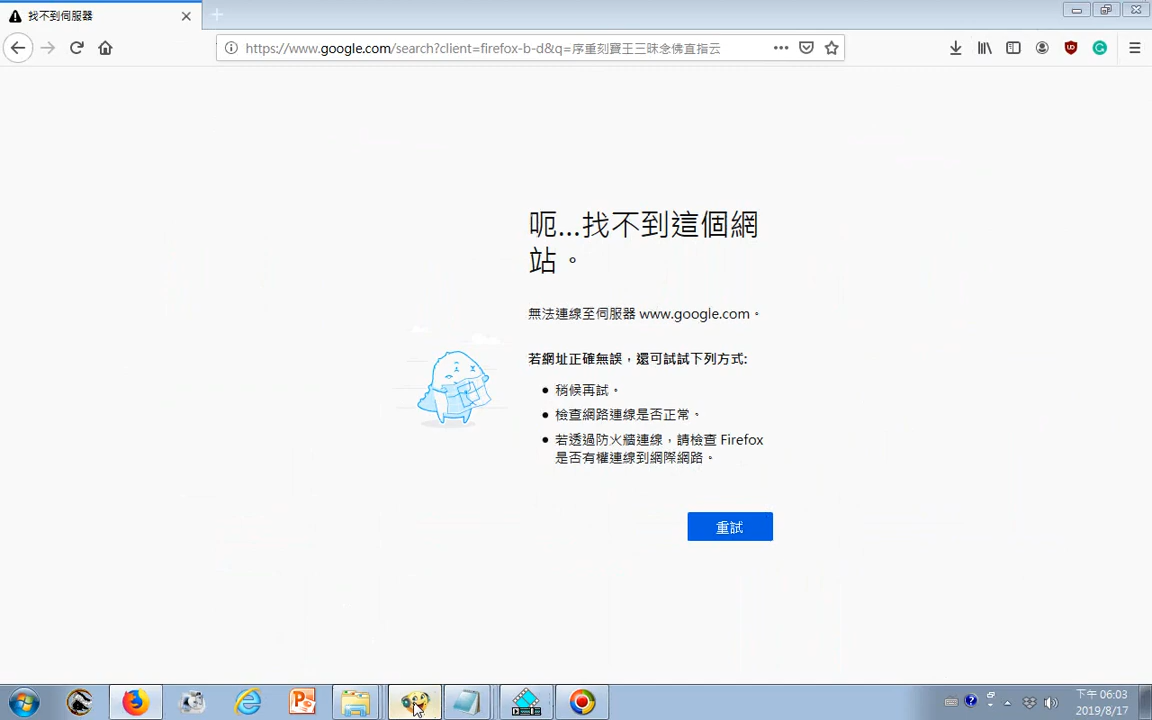 找不到伺服器
https://www.google.com/search?client=firefox-b-d&q=序重刻寶王三昧念佛直指云
呃...找不到這個網
站。
無法連線至伺服器 www.google.com。
若網址正確無誤，還可試試下列方式:
稍候再試。
檢查網路連線是否正常。
若透過防火牆連線，請檢查 Firefox
是否有權連線到網際網路。
重試
下午 06:03
2019/8/17